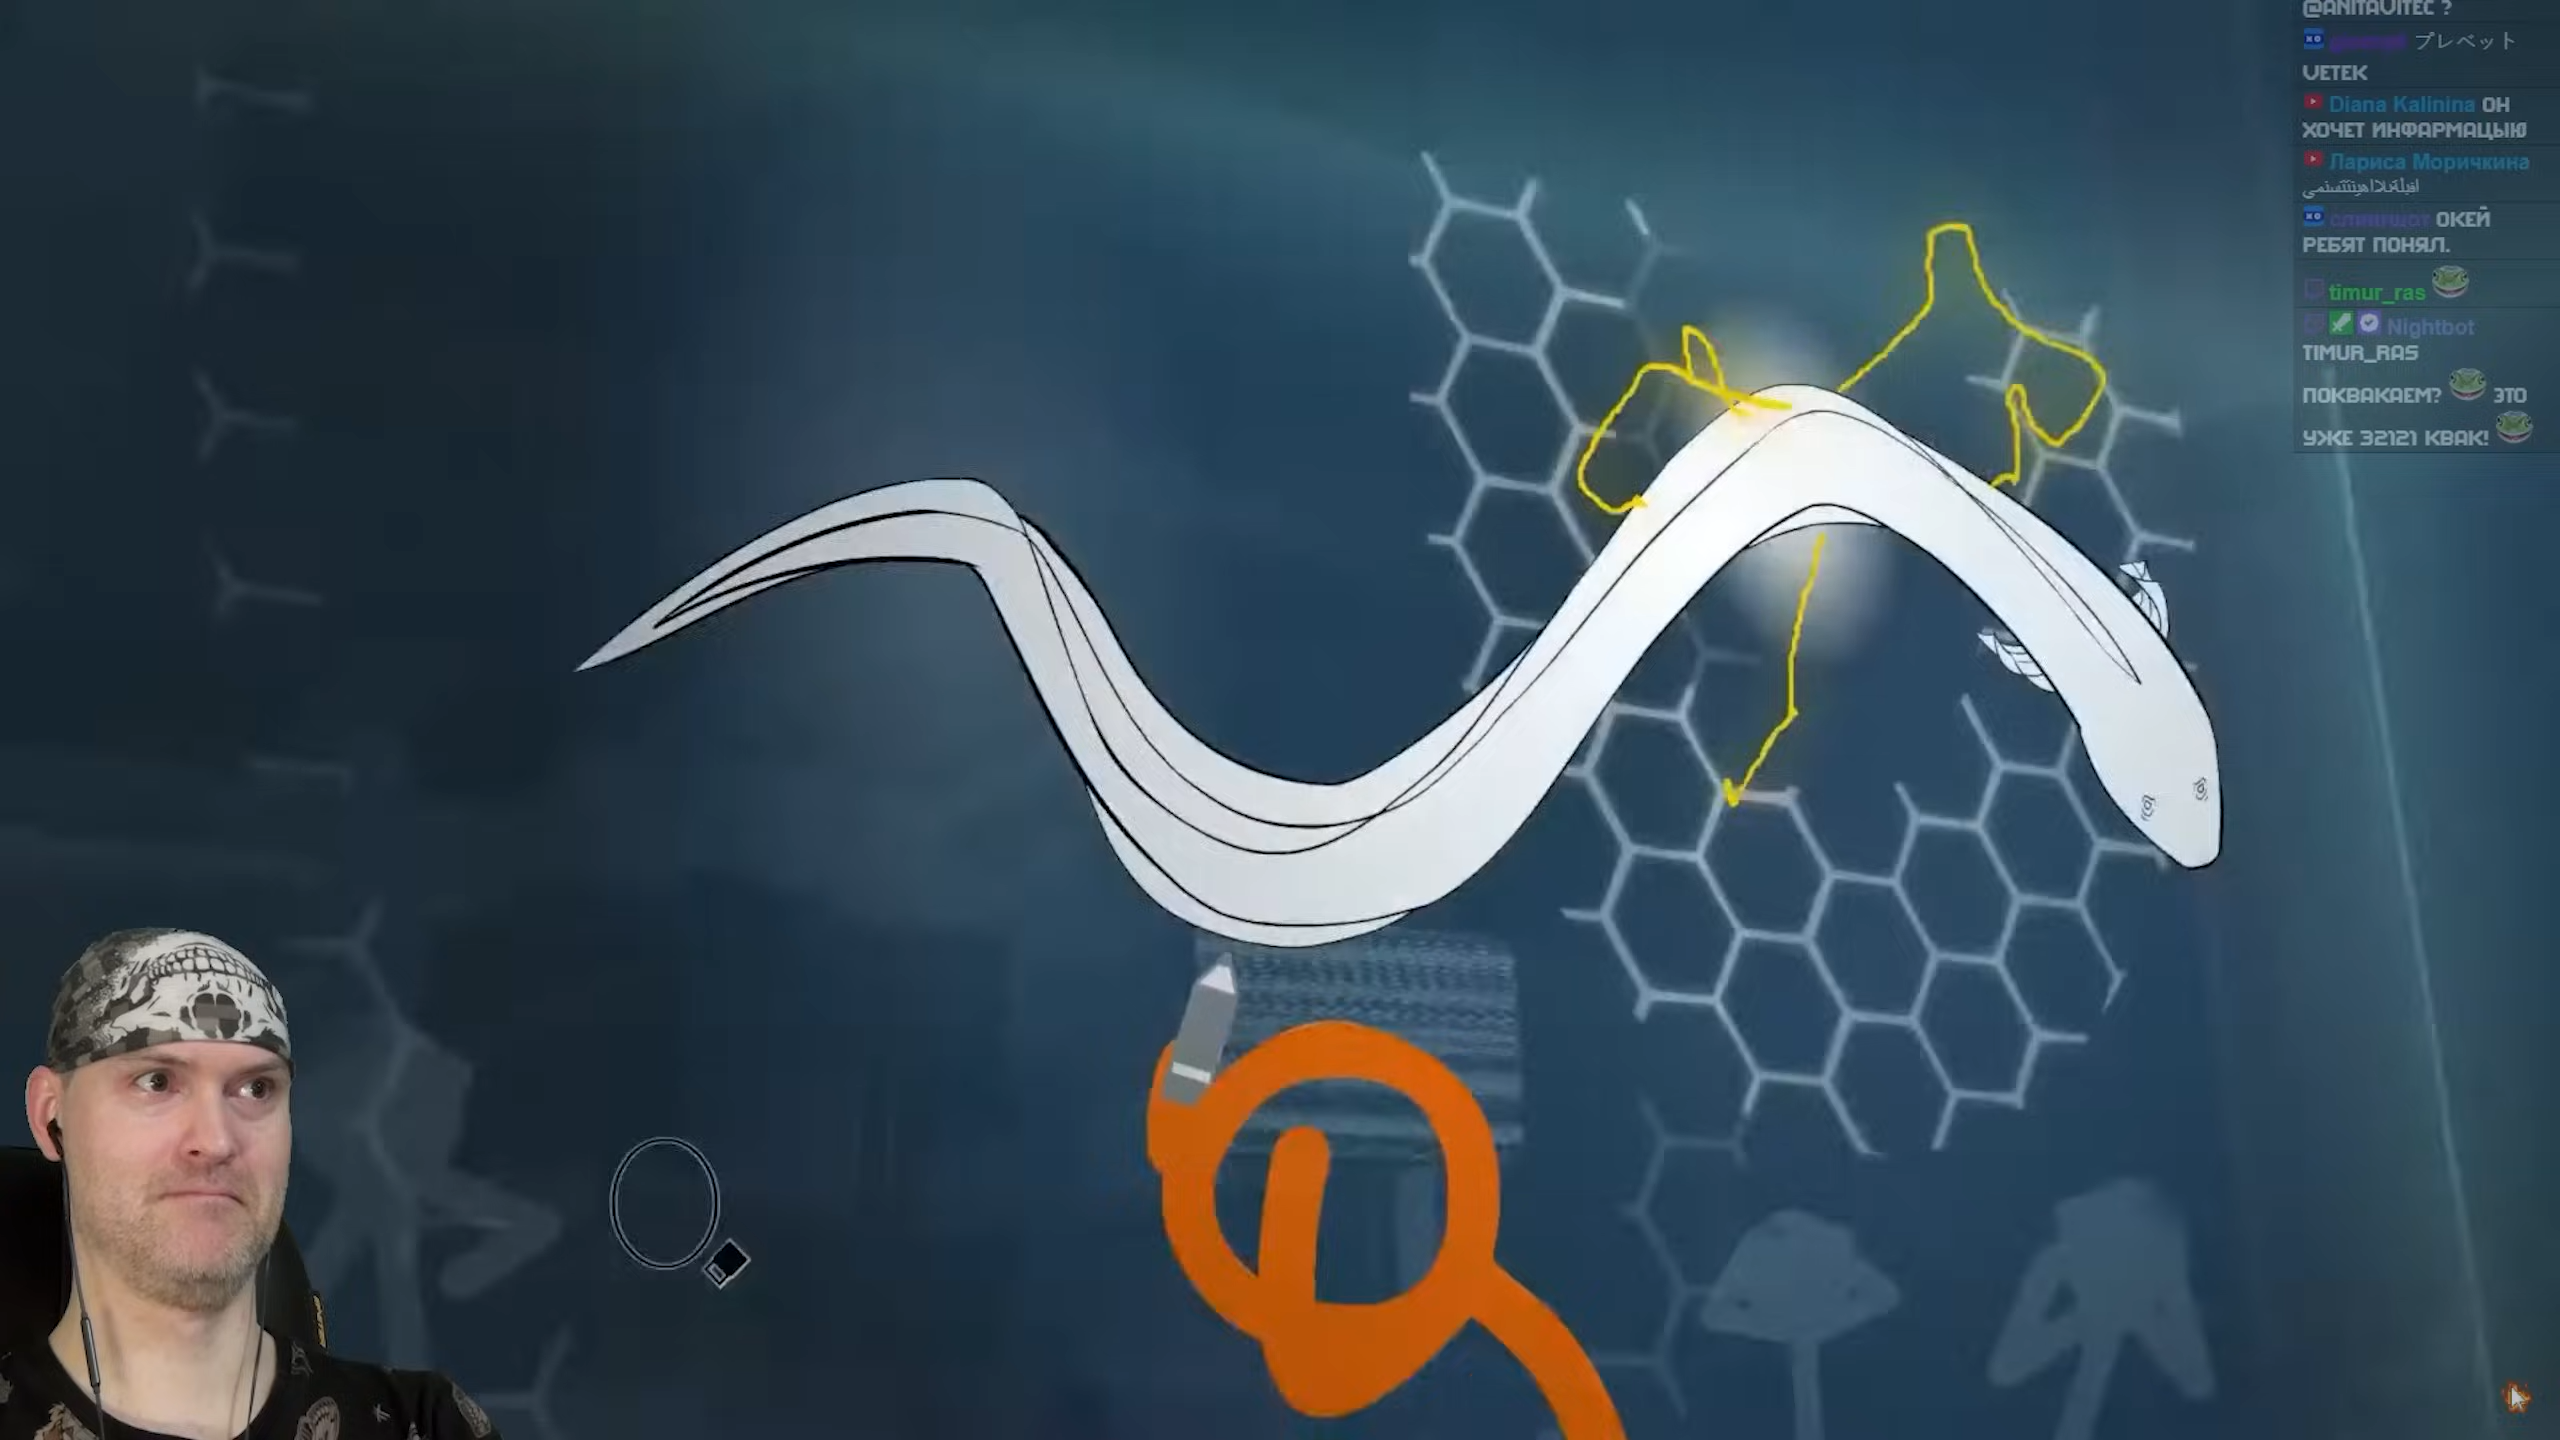 @ANITAVITEC ?
プレベット
VETEK
Diana Kalinina ОН
ХОЧЕТ ИНФАРМАЦЫЮ
Лариса Моричкина
ОКЕЙ
РЕБЯТ ПОНЯЛ.
timur_ras
Nightbot
TIMUR_RAS
ПОКВАКАЕМ? ЭТО
УЖЕ 32121 КВАК!